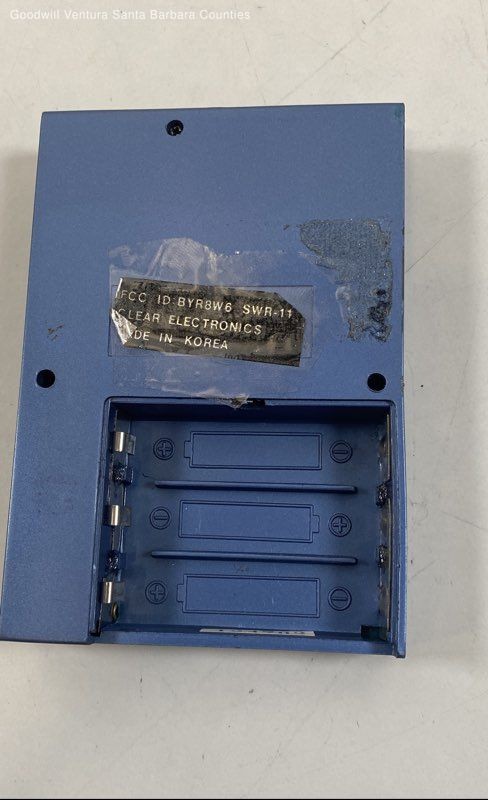 Goodwill Ventura Santa Barbara Counties
FCC ID:BYR8W6 SWR-11
CLEAR ELECTRONICS
DE IN KOREA
+ −
− +
+ −